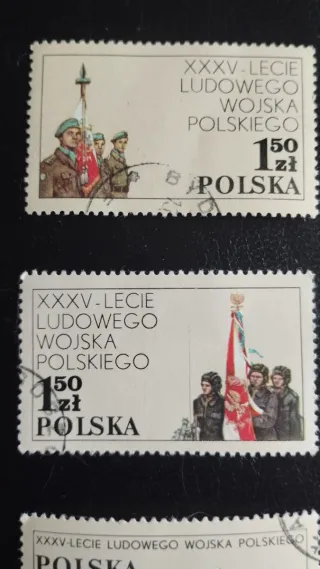 XXXV-LECIE
LUDOWEGO
WOJSKA
POLSKIEGO
1 50 zł
POLSKA
XXXV-LECIE
LUDOWEGO
WOJSKA
POLSKIEGO
1 50 zł
POLSKA
XXXV-LECIE LUDOWEGO WOJSKA POLSKIEGO
POLSKA